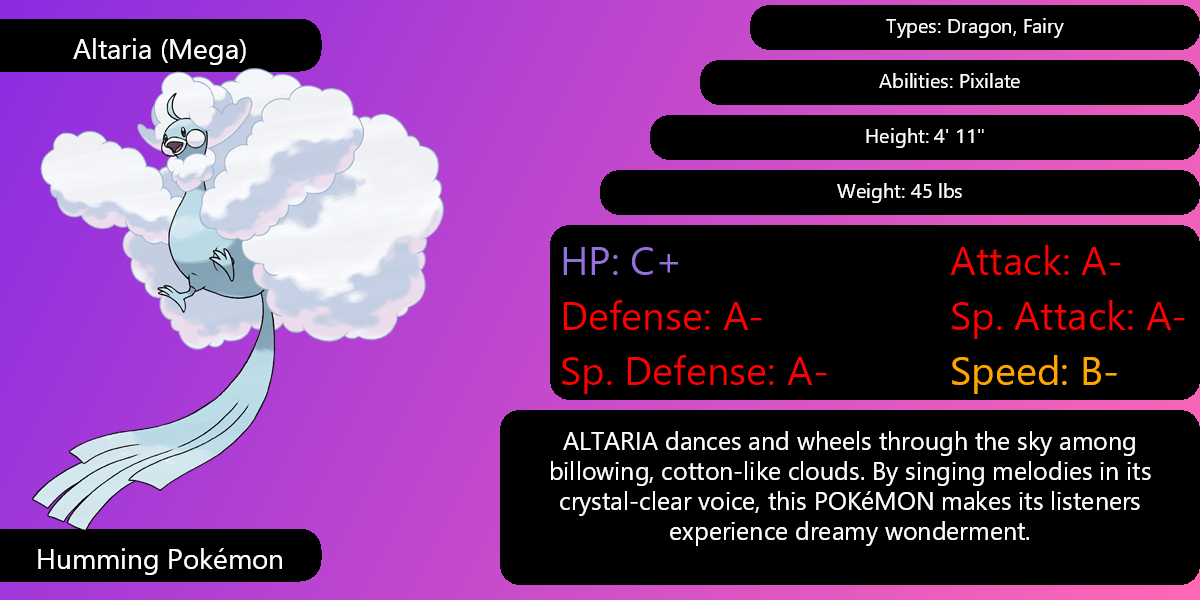 Altaria (Mega)
Types: Dragon, Fairy
Abilities: Pixilate
Height: 4' 11"
Weight: 45 lbs
HP: C+
Attack: A-
Defense: A-
Sp. Attack: A-
Sp. Defense: A-
Speed: B-
ALTARIA dances and wheels through the sky among
billowing, cotton-like clouds. By singing melodies in its
crystal-clear voice, this POKéMON makes its listeners
experience dreamy wonderment.
Humming Pokémon